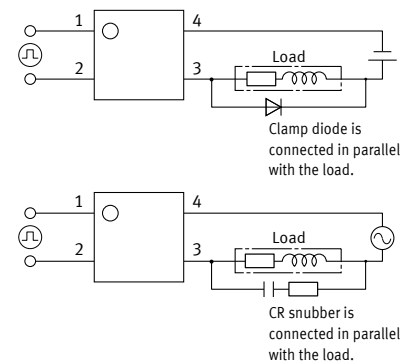 1 4
Load
2 3
Clamp diode is
connected in parallel
with the load.
1 4
Load
2 3
CR snubber is
connected in parallel
with the load.